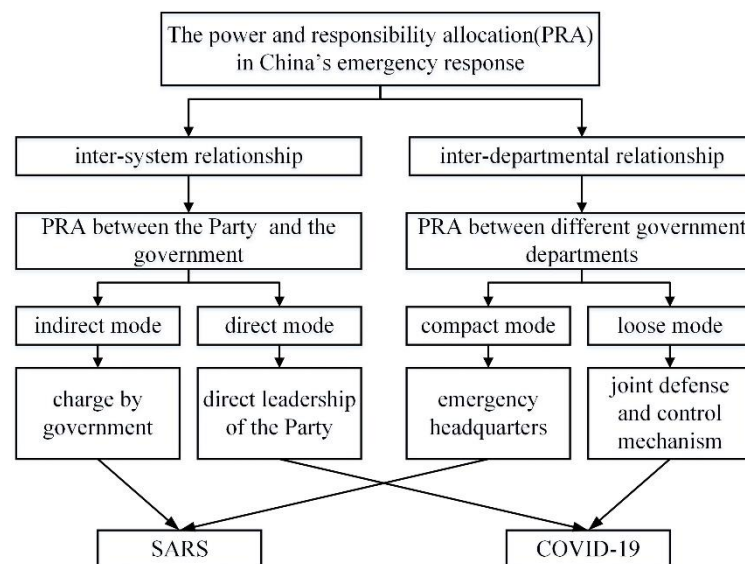 The power and responsibility allocation(PRA)
in China's emergency response
inter-system relationship
inter-departmental relationship
PRA between the Party and the
government
PRA between different government
departments
indirect mode
direct mode
compact mode
loose mode
charge by
government
direct leadership
of the Party
emergency
headquarters
joint defense
and control
mechanism
SARS
COVID-19